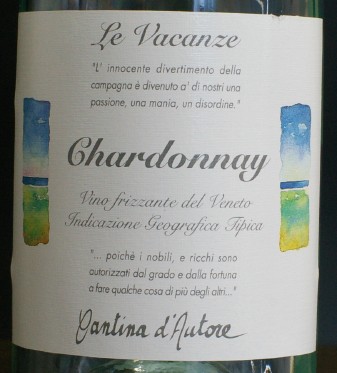 Le Vacanze
"L' innocente divertimento della
campagna è divenuto a' di nostri una
passione, una mania, un disordine."
Chardonnay
Vino frizzante del Veneto
Indicazione Geografica Tipica
"... poichè i nobili, e ricchi sono
autorizzati dal grado e dalla fortuna
a fare qualche cosa di più degli altri..."
Cantina d'Autore